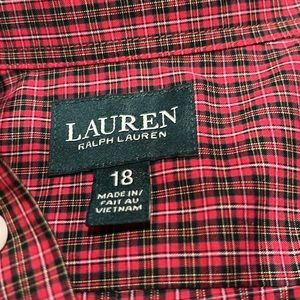 LAUREN
RALPH LAUREN
18
MADE IN/
FAIT AU
VIETNAM